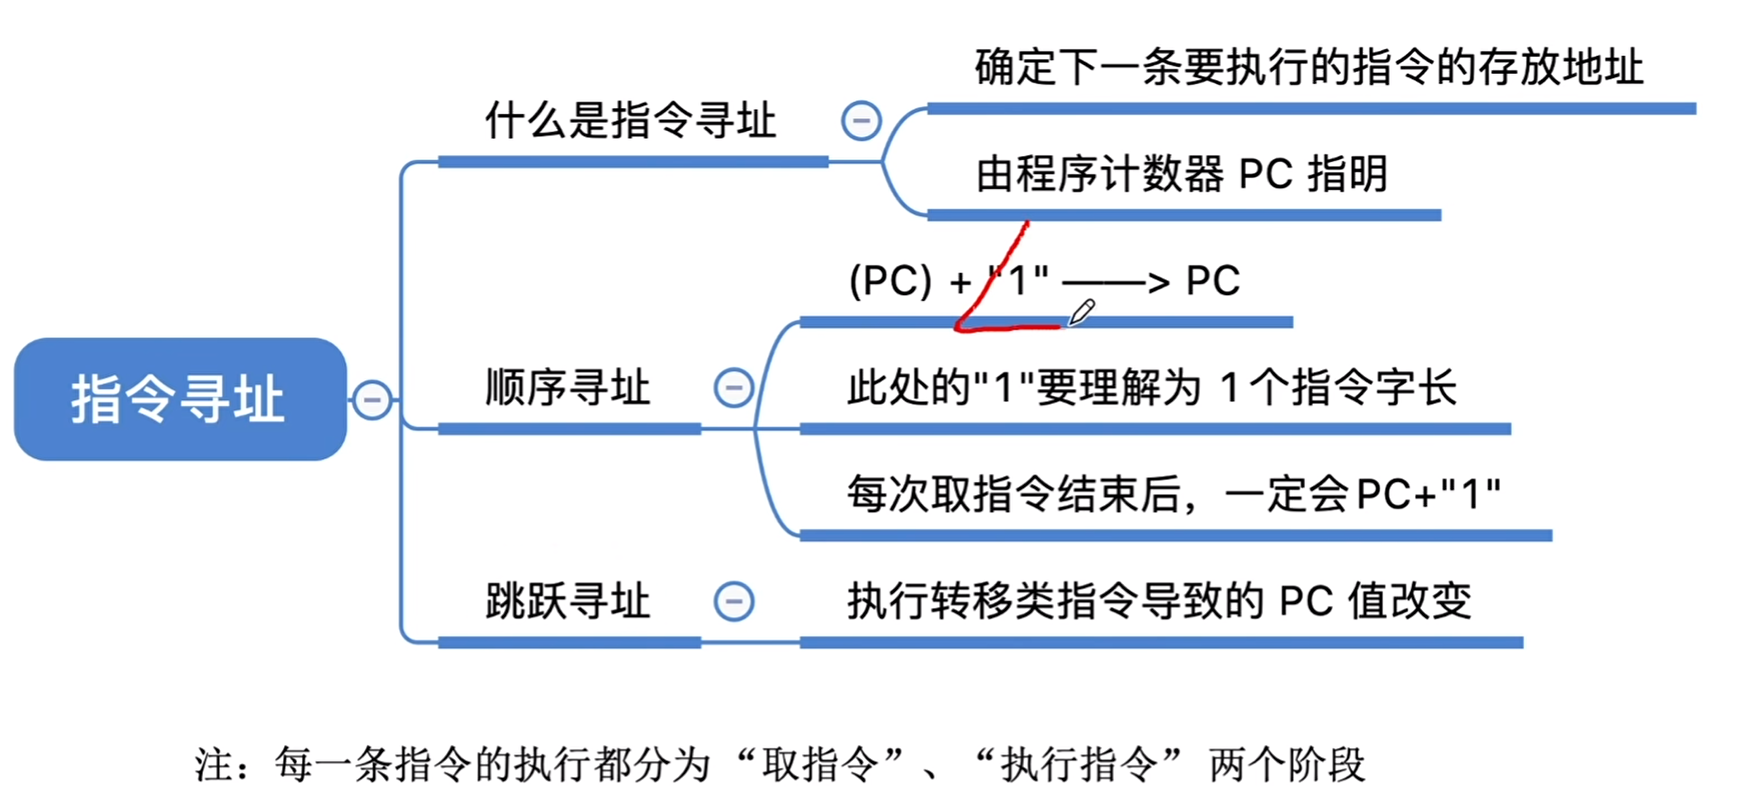 确定下一条要执行的指令的存放地址
什么是指令寻址
由程序计数器 PC 指明
(PC) + "1" ——> PC
指令寻址
顺序寻址
此处的"1"要理解为 1个指令字长
每次取指令结束后，一定会PC+"1"
跳跃寻址
执行转移类指令导致的 PC 值改变
注：每一条指令的执行都分为“取指令”、“执行指令” 两个阶段